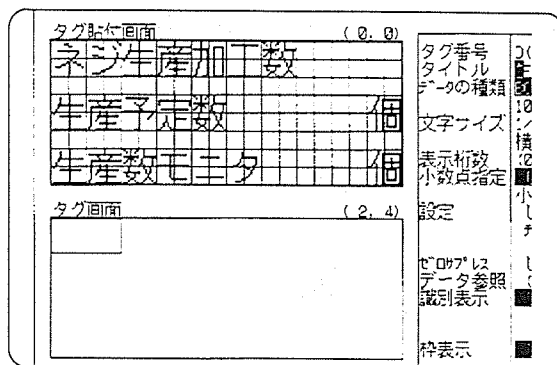 タグ貼付画面 ( 0, 0)
ネジ生産加工数
生産予定数 個
生産数モニタ 個
タグ画面 ( 2, 4)
タグ番号
タイトル
データの種類
文字サイズ
表示桁数
小数点指定
設定
ゼロサプレス
データ参照
識別表示
枠表示